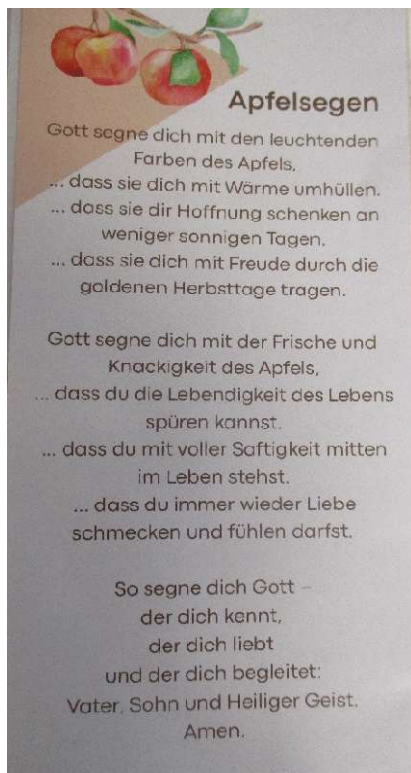 Apfelsegen
Gott segne dich mit den leuchtenden
Farben des Apfels,
... dass sie dich mit Wärme umhüllen.
... dass sie dir Hoffnung schenken an
weniger sonnigen Tagen.
... dass sie dich mit Freude durch die
goldenen Herbsttage tragen.
Gott segne dich mit der Frische und
Knackigkeit des Apfels,
... dass du die Lebendigkeit des Lebens
spüren kannst.
... dass du mit voller Saftigkeit mitten
im Leben stehst.
... dass du immer wieder Liebe
schmecken und fühlen darfst.
So segne dich Gott –
der dich kennt,
der dich liebt
und der dich begleitet:
Vater, Sohn und Heiliger Geist.
Amen.